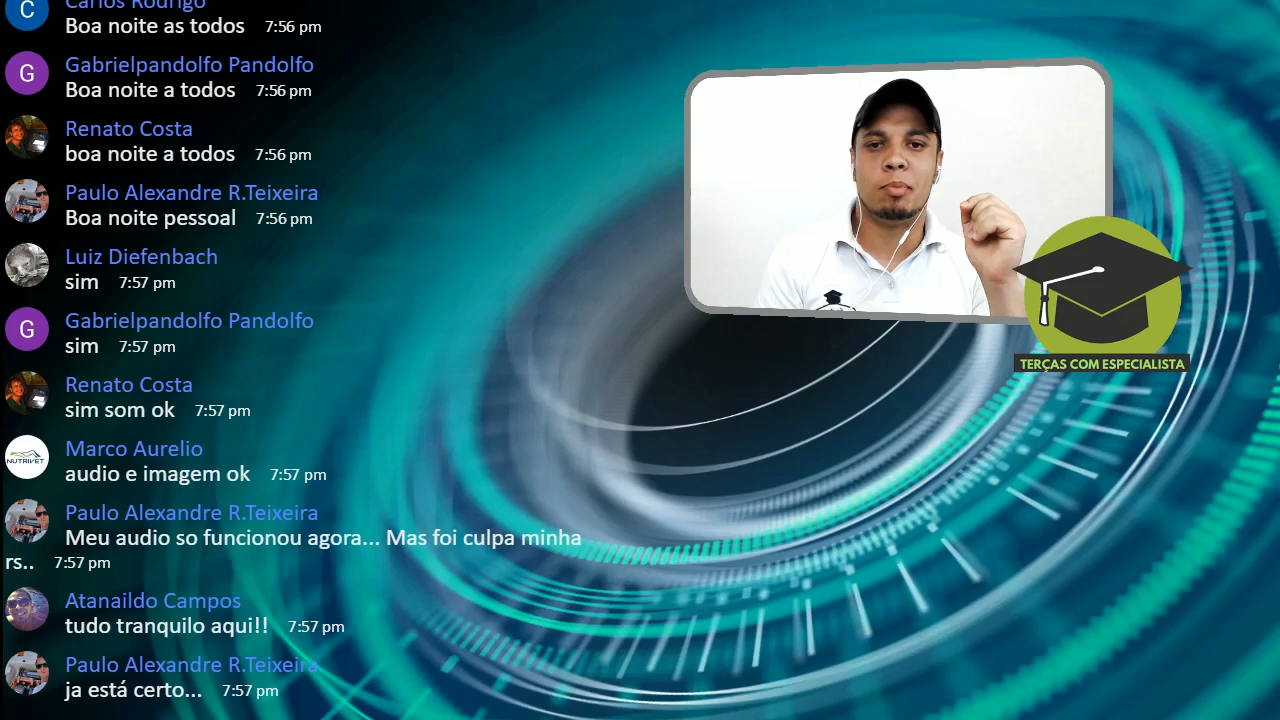 C
Carlos Rodrigo
Boa noite as todos 7:56 pm
G
Gabrielpandolfo Pandolfo
Boa noite a todos 7:56 pm
Renato Costa
boa noite a todos 7:56 pm
Paulo Alexandre R.Teixeira
Boa noite pessoal 7:56 pm
Luiz Diefenbach
sim 7:57 pm
G
Gabrielpandolfo Pandolfo
sim 7:57 pm
Renato Costa
sim som ok 7:57 pm
NUTRIVET
Marco Aurelio
audio e imagem ok 7:57 pm
Paulo Alexandre R.Teixeira
Meu audio so funcionou agora... Mas foi culpa minha
rs.. 7:57 pm
Atanaildo Campos
tudo tranquilo aqui!! 7:57 pm
Paulo Alexandre R.Teixeira
ja está certo... 7:57 pm
TERÇAS COM ESPECIALISTA